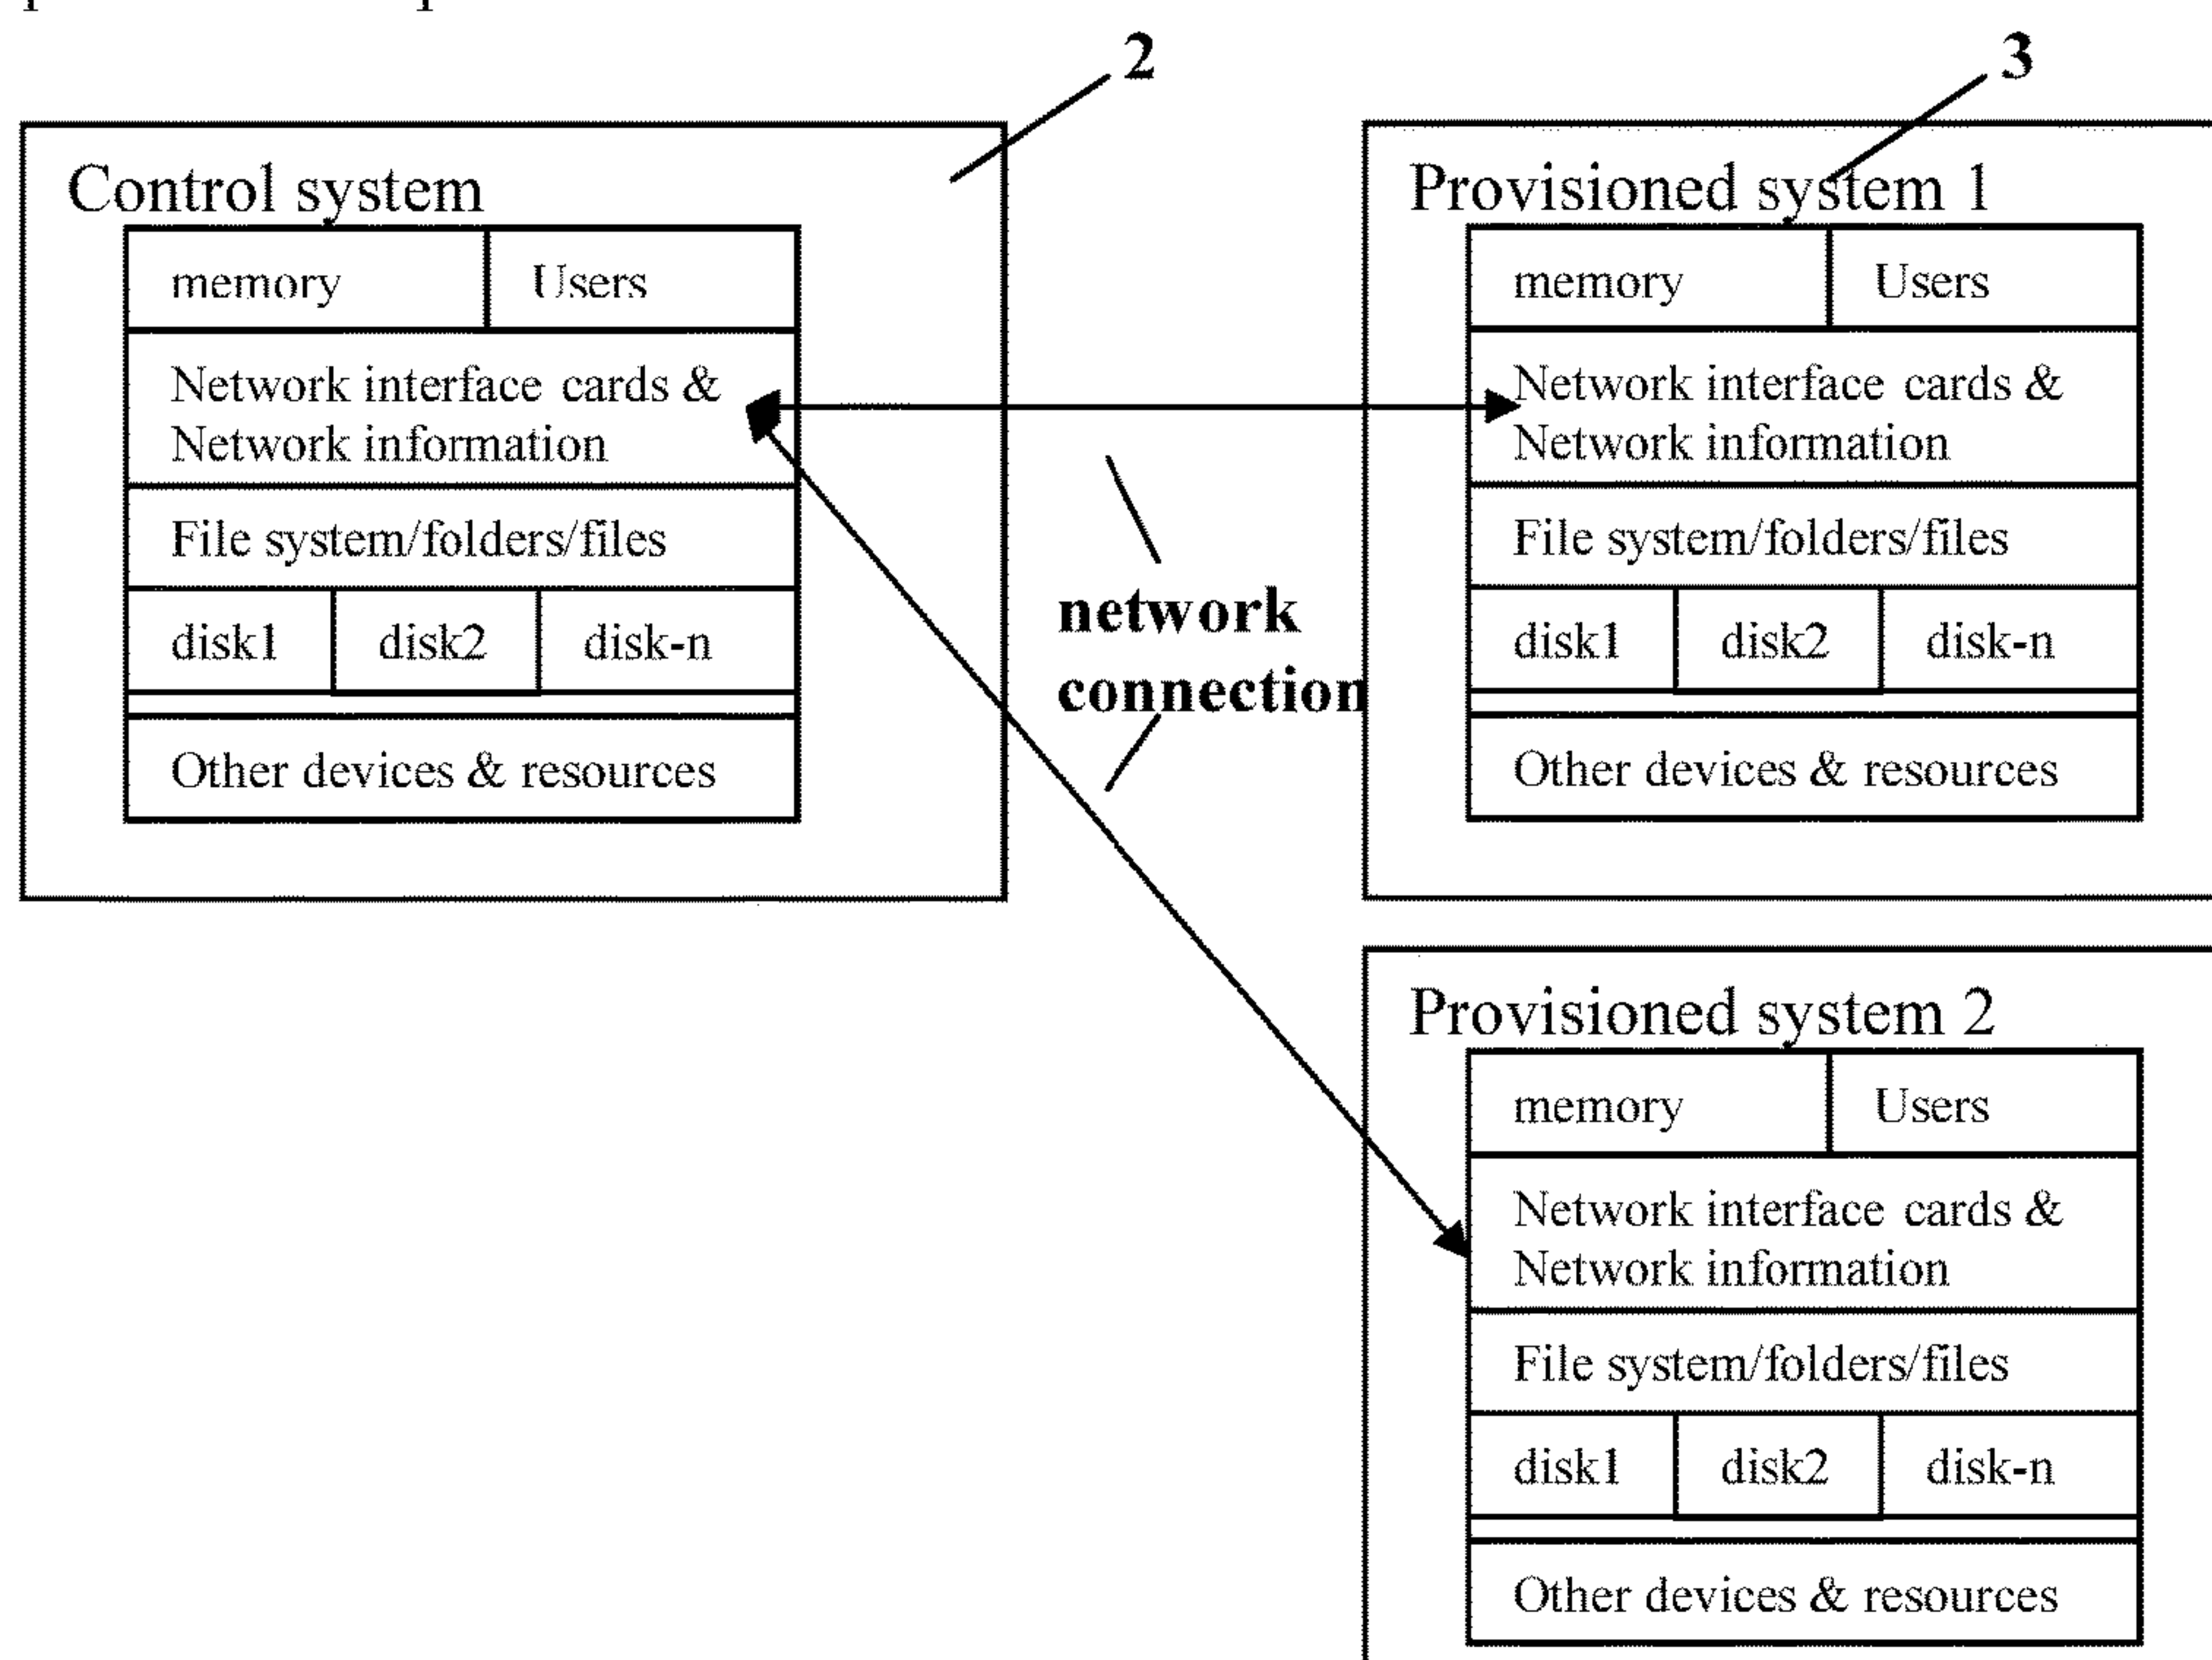 2
3
Control system
memory
Users
Network interface cards &
Network information
File system/folders/files
disk1
disk2
disk-n
Other devices & resources
network
connection
Provisioned system 1
memory
Users
Network interface cards &
Network information
File system/folders/files
disk1
disk2
disk-n
Other devices & resources
Provisioned system 2
memory
Users
Network interface cards &
Network information
File system/folders/files
disk1
disk2
disk-n
Other devices & resources